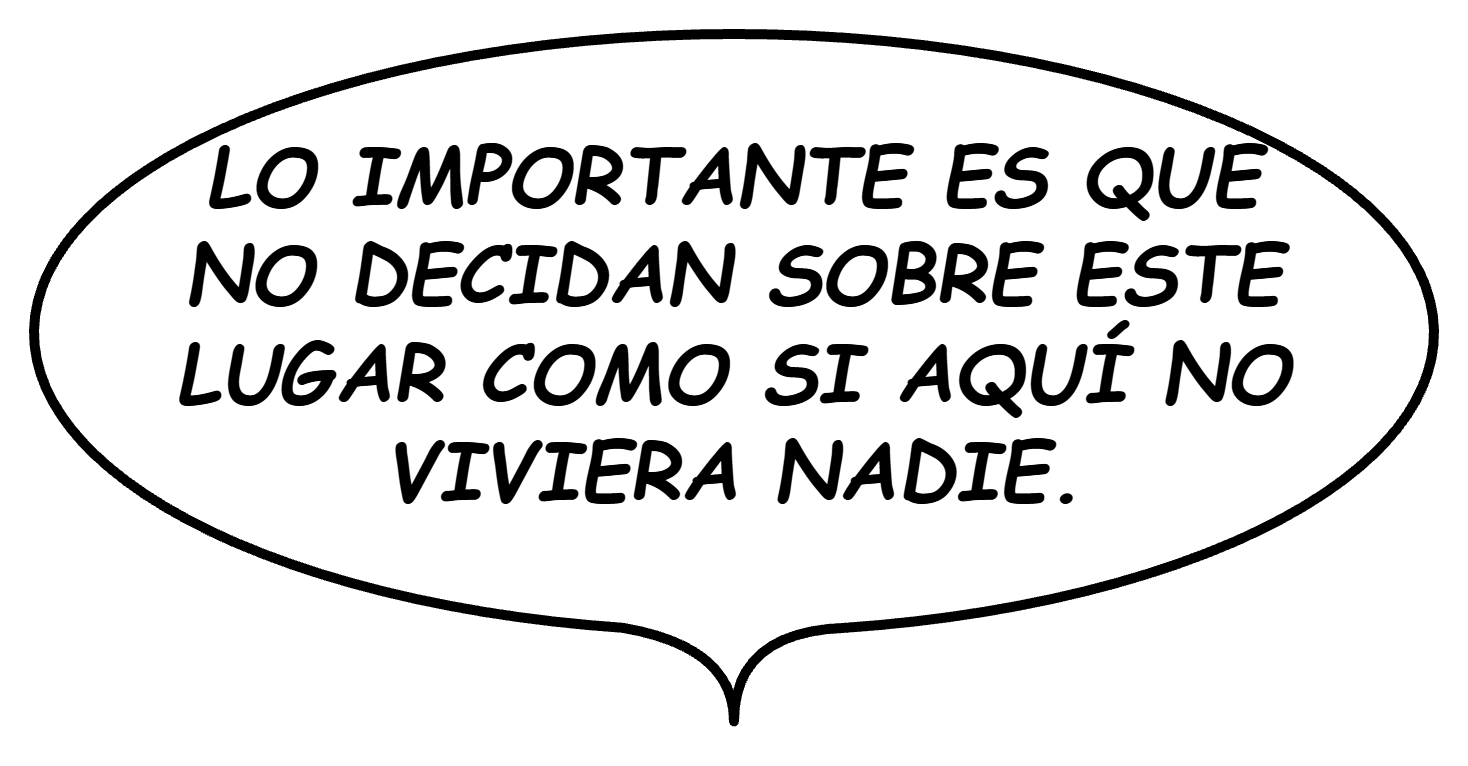 LO IMPORTANTE ES QUE
NO DECIDAN SOBRE ESTE
LUGAR COMO SI AQUÍ NO
VIVIERA NADIE.